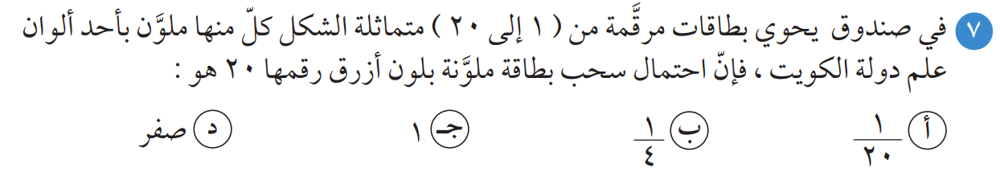 ٧ في صندوق يحوي بطاقات مرقَّمة من ( ١ إلى ٢٠ ) متماثلة الشكل كلّ منها ملوَّن بأحد ألوان
علم دولة الكويت ، فإنّ احتمال سحب بطاقة ملوَّنة بلون أزرق رقمها ٢٠ هو :
أ ١/٢٠ ب ١/٤ جـ ١ د صفر